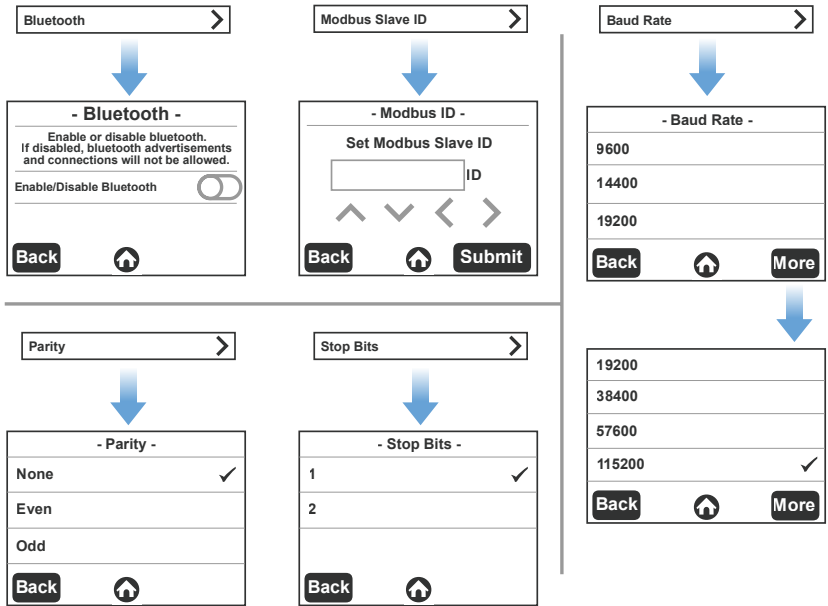 Bluetooth
- Bluetooth -
Enable or disable bluetooth.
If disabled, bluetooth advertisements
and connections will not be allowed.
Enable/Disable Bluetooth
Back
Modbus Slave ID
- Modbus ID -
Set Modbus Slave ID
ID
Back Submit
Baud Rate
- Baud Rate -
9600
14400
19200
Back More
19200
38400
57600
115200
Back More
Parity
- Parity -
None
Even
Odd
Back
Stop Bits
- Stop Bits -
1
2
Back